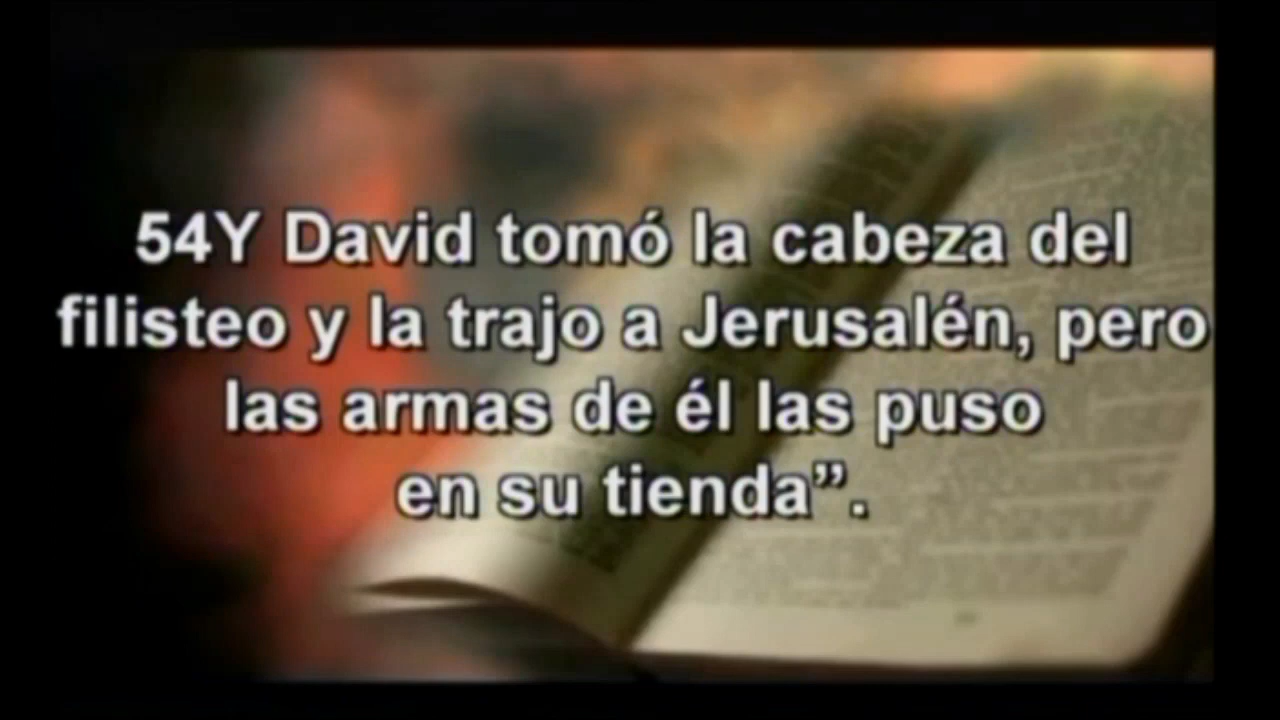 54Y David tomó la cabeza del
filisteo y la trajo a Jerusalén, pero
las armas de él las puso
en su tienda”.